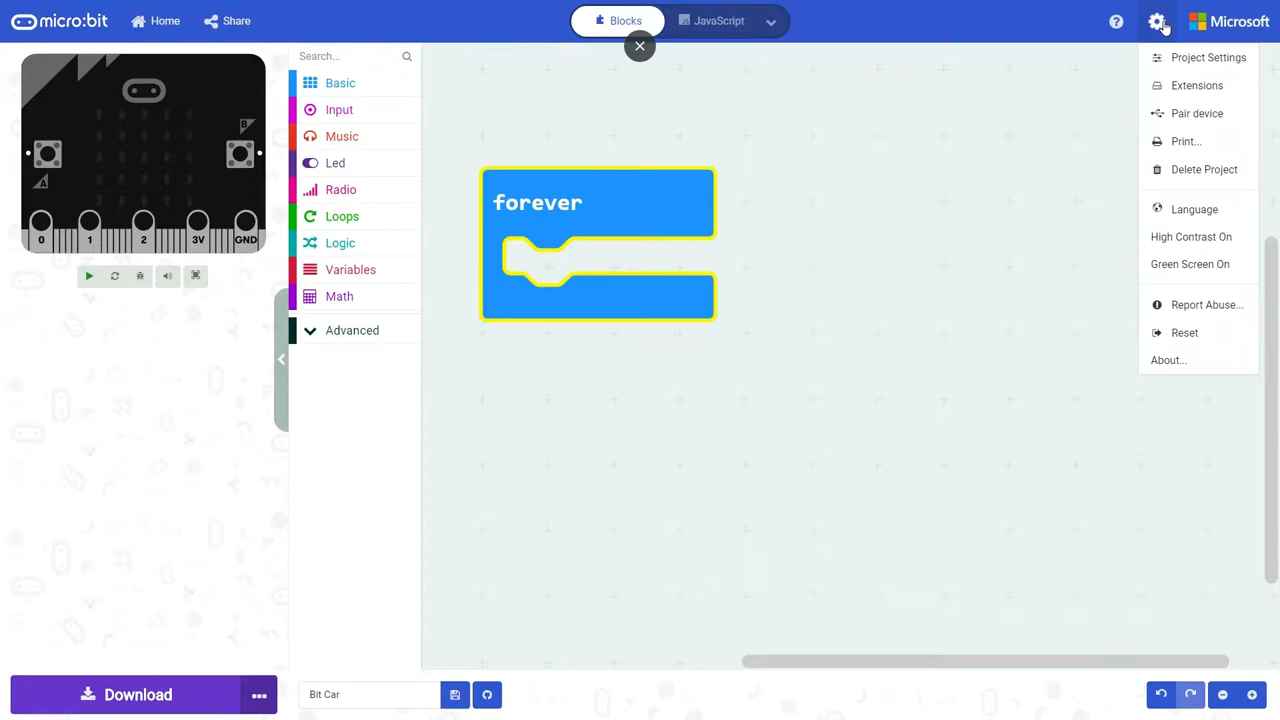 micro:bit Home Share Blocks JavaScript Microsoft
Search...
Basic
Input
Music
Led
Radio
Loops
Logic
Variables
Math
Advanced
A
B
0 1 2 3V GND
forever
Project Settings
Extensions
Pair device
Print...
Delete Project
Language
High Contrast On
Green Screen On
Report Abuse...
Reset
About...
Download
Bit Car